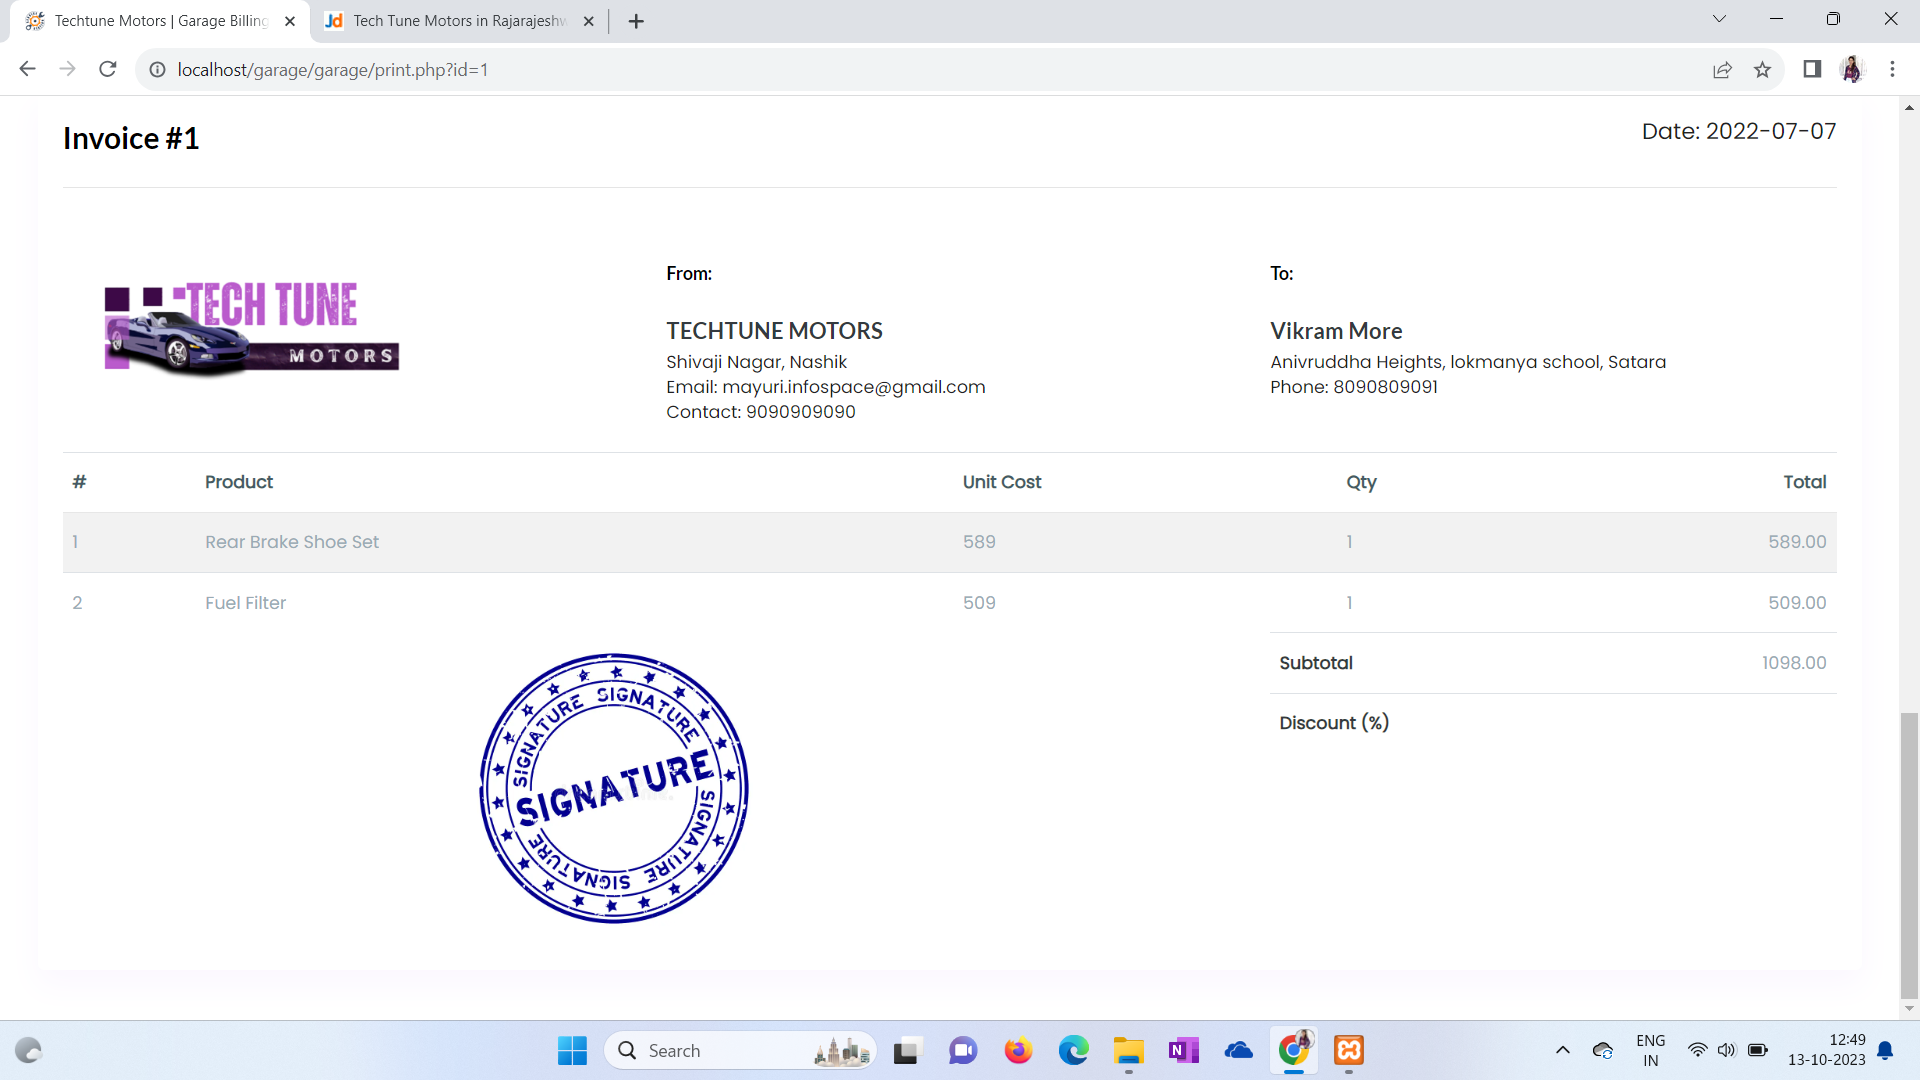 Techtune Motors | Garage Billing
Tech Tune Motors in Rajarajeshw
localhost/garage/garage/print.php?id=1
Invoice #1
Date: 2022-07-07
TECH TUNE
MOTORS
From:
TECHTUNE MOTORS
Shivaji Nagar, Nashik
Email: mayuri.infospace@gmail.com
Contact: 9090909090
To:
Vikram More
Anivruddha Heights, lokmanya school, Satara
Phone: 8090809091
# Product Unit Cost Qty Total
1 Rear Brake Shoe Set 589 1 589.00
2 Fuel Filter 509 1 509.00
Subtotal 1098.00
Discount (%)
SIGNATURE SIGNATURE
SIGNATURE
SIGNATURE SIGNATURE SIGNATURE
Search
ENG
IN
12:49
13-10-2023